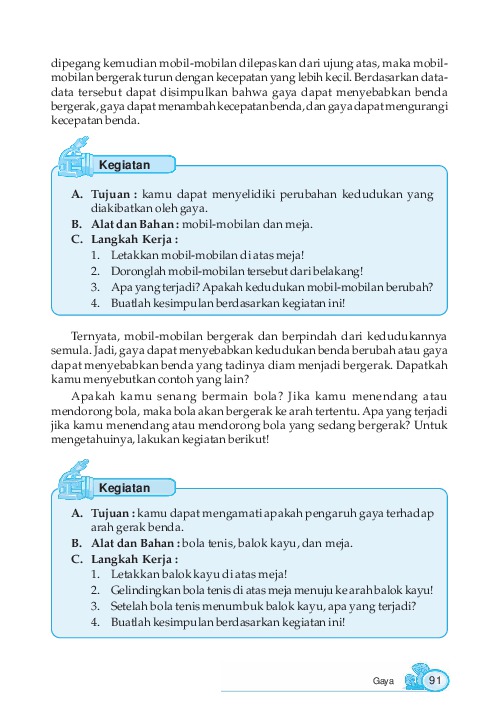 dipegang kemudian mobil-mobilan dilepaskan dari ujung atas, maka mobil-
mobilan bergerak turun dengan kecepatan yang lebih kecil. Berdasarkan data-
data tersebut dapat disimpulkan bahwa gaya dapat menyebabkan benda
bergerak, gaya dapat menambah kecepatan benda, dan gaya dapat mengurangi
kecepatan benda.
Kegiatan
A. Tujuan : kamu dapat menyelidiki perubahan kedudukan yang
diakibatkan oleh gaya.
B. Alat dan Bahan : mobil-mobilan dan meja.
C. Langkah Kerja :
1. Letakkan mobil-mobilan di atas meja!
2. Doronglah mobil-mobilan tersebut dari belakang!
3. Apa yang terjadi? Apakah kedudukan mobil-mobilan berubah?
4. Buatlah kesimpulan berdasarkan kegiatan ini!
Ternyata, mobil-mobilan bergerak dan berpindah dari kedudukannya
semula. Jadi, gaya dapat menyebabkan kedudukan benda berubah atau gaya
dapat menyebabkan benda yang tadinya diam menjadi bergerak. Dapatkah
kamu menyebutkan contoh yang lain?
Apakah kamu senang bermain bola? Jika kamu menendang atau
mendorong bola, maka bola akan bergerak ke arah tertentu. Apa yang terjadi
jika kamu menendang atau mendorong bola yang sedang bergerak? Untuk
mengetahuinya, lakukan kegiatan berikut!
Kegiatan
A. Tujuan : kamu dapat mengamati apakah pengaruh gaya terhadap
arah gerak benda.
B. Alat dan Bahan : bola tenis, balok kayu, dan meja.
C. Langkah Kerja :
1. Letakkan balok kayu di atas meja!
2. Gelindingkan bola tenis di atas meja menuju ke arah balok kayu!
3. Setelah bola tenis menumbuk balok kayu, apa yang terjadi?
4. Buatlah kesimpulan berdasarkan kegiatan ini!
Gaya 91